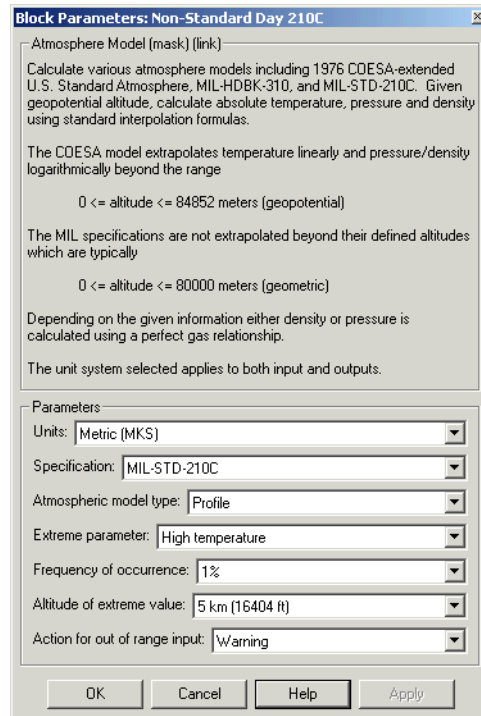 Block Parameters: Non-Standard Day 210C
Atmosphere Model (mask) (link)
Calculate various atmosphere models including 1976 COESA-extended
U.S. Standard Atmosphere, MIL-HDBK-310, and MIL-STD-210C. Given
geopotential altitude, calculate absolute temperature, pressure and density
using standard interpolation formulas.
The COESA model extrapolates temperature linearly and pressure/density
logarithmically beyond the range
0 <= altitude <= 84852 meters (geopotential)
The MIL specifications are not extrapolated beyond their defined altitudes
which are typically
0 <= altitude <= 80000 meters (geometric)
Depending on the given information either density or pressure is
calculated using a perfect gas relationship.
The unit system selected applies to both input and outputs.
Parameters
Units: Metric (MKS)
Specification: MIL-STD-210C
Atmospheric model type: Profile
Extreme parameter: High temperature
Frequency of occurrence: 1%
Altitude of extreme value: 5 km (16404 ft)
Action for out of range input: Warning
OK Cancel Help Apply